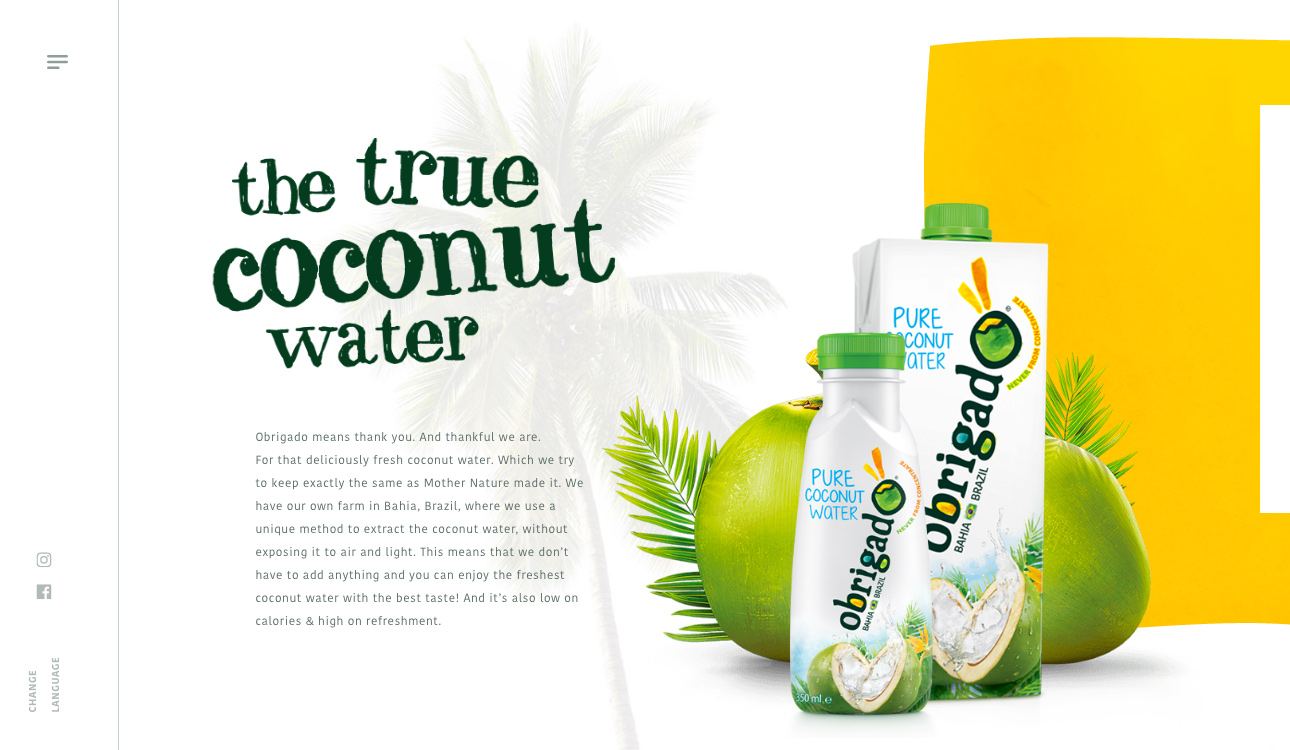 the true
coconut
water
Obrigado means thank you. And thankful we are.
For that deliciously fresh coconut water. Which we try
to keep exactly the same as Mother Nature made it. We
have our own farm in Bahia, Brazil, where we use a
unique method to extract the coconut water, without
exposing it to air and light. This means that we don't
have to add anything and you can enjoy the freshest
coconut water with the best taste! And it's also low on
calories & high on refreshment.
CHANGE
LANGUAGE
PURE
COCONUT
WATER
obrigado
BAHIA BRAZIL
NEVER FROM CONCENTRATE
350 ml e
PURE
COCONUT
WATER
obrigado
BAHIA BRAZIL
NEVER FROM CONCENTRATE
®